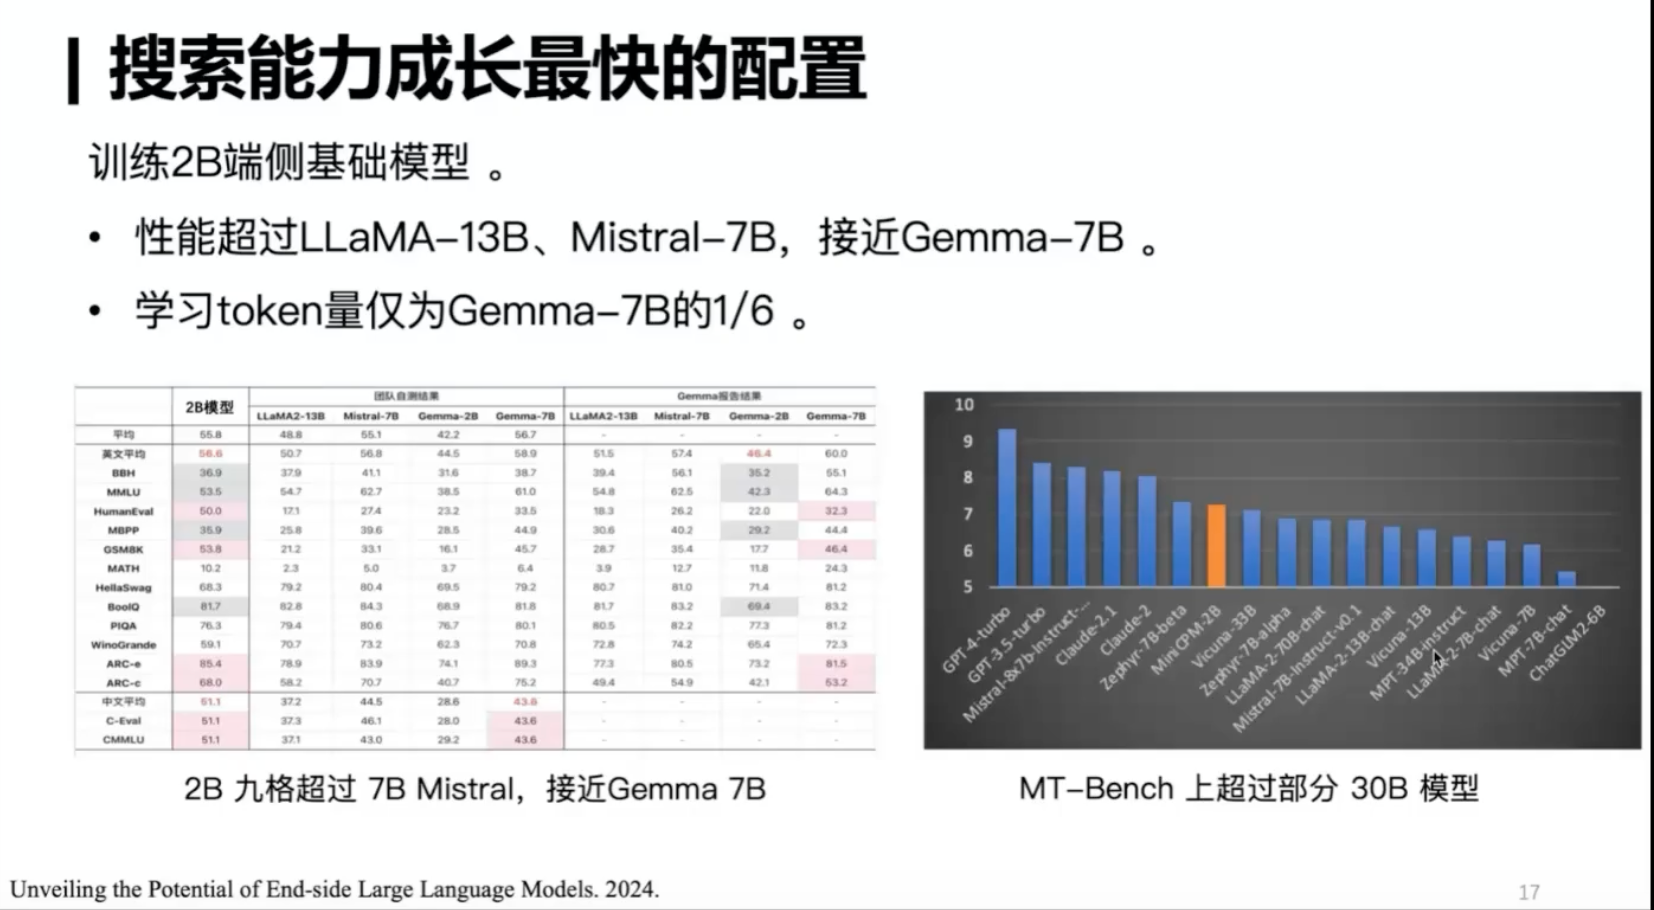 搜索能力成长最快的配置
训练2B端侧基础模型 。
• 性能超过LLaMA-13B、Mistral-7B，接近Gemma-7B 。
• 学习token量仅为Gemma-7B的1/6 。
2B模型 团队自测结果 Gemma报告结果
LLaMA2-13B Mistral-7B Gemma-2B Gemma-7B LLaMA2-13B Mistral-7B Gemma-2B Gemma-7B
平均 55.8 48.8 55.1 42.2 56.7 - - - -
英文平均 56.6 50.7 56.8 44.5 58.9 51.5 57.4 46.4 60.0
BBH 36.9 37.9 41.1 31.6 38.7 39.4 56.1 35.2 55.1
MMLU 53.5 54.7 62.7 38.5 61.0 54.8 62.5 42.3 64.3
HumanEval 50.0 17.1 27.4 23.2 33.5 18.3 26.2 22.0 32.3
MBPP 35.9 25.8 39.6 28.5 44.9 30.6 40.2 29.2 44.4
GSM8K 53.8 21.2 33.1 16.1 45.7 28.7 35.4 17.7 46.4
MATH 10.2 2.3 5.0 3.7 6.4 3.9 12.7 11.8 24.3
HellaSwag 68.3 79.2 80.4 69.5 79.2 80.7 81.0 71.4 81.2
BoolQ 81.7 82.8 84.3 68.9 81.8 81.7 83.2 69.4 83.2
PIQA 76.3 79.4 80.6 76.7 80.1 80.5 82.2 77.3 81.2
WinoGrande 59.1 70.7 73.2 62.3 70.8 72.8 74.2 65.4 72.3
ARC-e 85.4 78.9 83.9 74.1 89.3 77.3 80.5 73.2 81.5
ARC-c 68.0 58.2 70.7 40.7 75.2 49.4 54.9 42.1 53.2
中文平均 51.1 37.2 44.5 28.6 43.6 - - - -
C-Eval 51.1 37.3 46.1 28.0 43.6 - - - -
CMMLU 51.1 37.1 43.0 29.2 43.6 - - - -
2B 九格超过 7B Mistral，接近Gemma 7B
10
9
8
7
6
5
GPT-4-turbo
GPT-3.5-turbo
Mistral-8x7b-Instruct-...
Claude-2.1
Claude-2
Zephyr-7B-beta
MiniCPM-2B
Vicuna-33B
Zephyr-7B-alpha
LLaMA-2-70B-chat
Mistral-7B-Instruct-v0.1
LLaMA-2-13B-chat
Vicuna-13B
MPT-34B-instruct
LLaMA-2-7B-chat
Vicuna-7B
MPT-7B-chat
ChatGLM2-6B
MT-Bench 上超过部分 30B 模型
Unveiling the Potential of End-side Large Language Models. 2024.
17